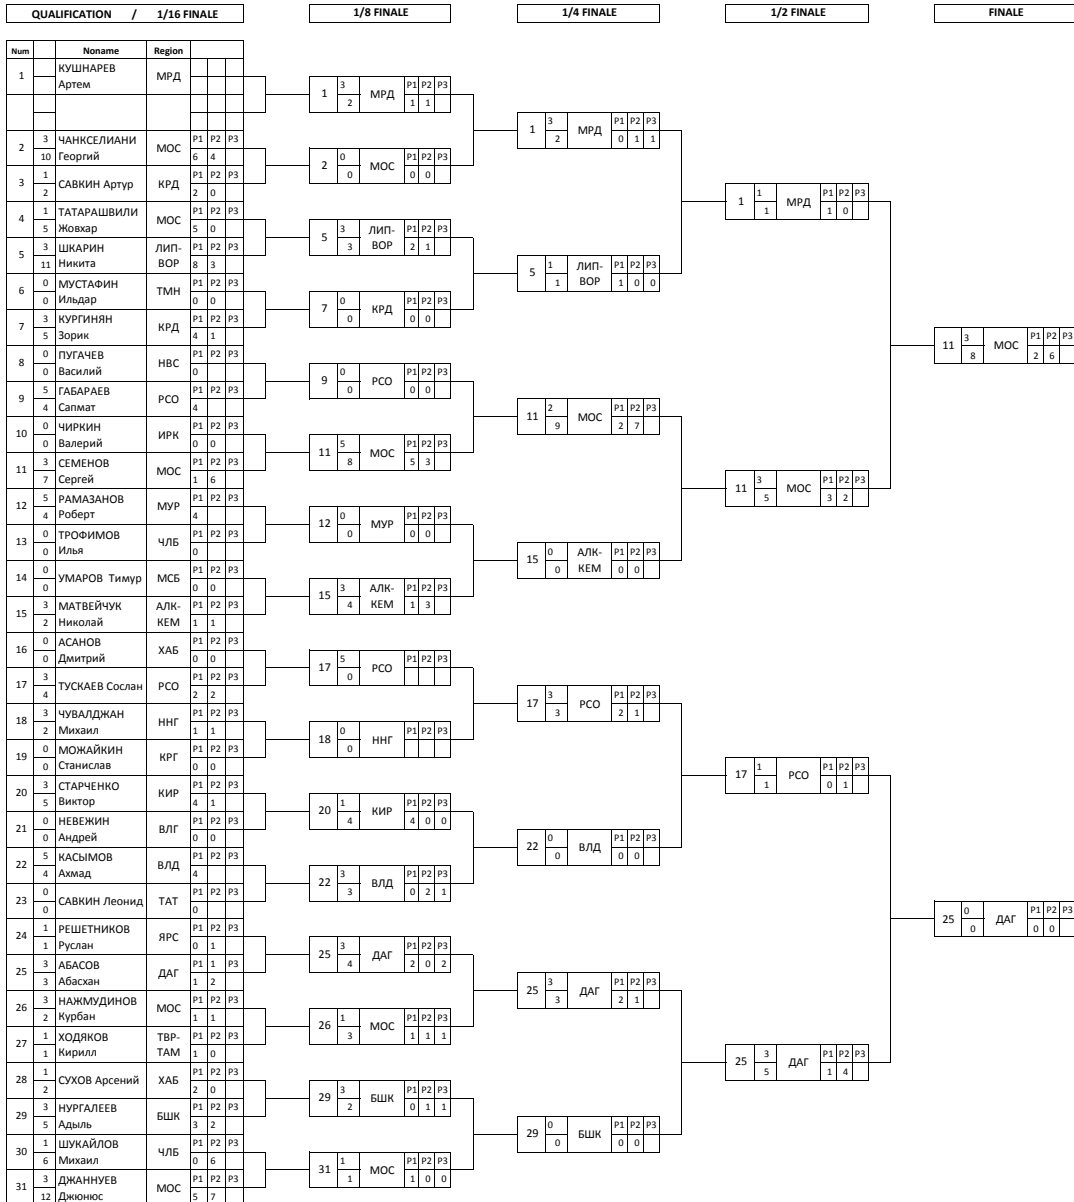 QUALIFICATION / 1/16 FINALE
1/8 FINALE
1/4 FINALE
1/2 FINALE
FINALE
Num Noname Region
1 КУШНАРЕВ МРД
Артем
2 3 ЧАНКСЕЛИАНИ МОС P1 P2 P3
10 Георгий 6 4
3 1 САВКИН Артур КРД P1 P2 P3
2 2 0
4 1 ТАТАРАШВИЛИ МОС P1 P2 P3
5 Жовхар 5 0
5 3 ШКАРИН ЛИП- P1 P2 P3
11 Никита ВОР 8 3
6 0 МУСТАФИН ТМН P1 P2 P3
0 Ильдар 0 0
7 3 КУРГИНЯН КРД P1 P2 P3
5 Зорик 4 1
8 0 ПУГАЧЕВ НВС P1 P2 P3
0 Василий 0
9 5 ГАБАРАЕВ РСО P1 P2 P3
4 Сапмат 4
10 0 ЧИРКИН ИРК P1 P2 P3
0 Валерий 0 0
11 3 СЕМЕНОВ МОС P1 P2 P3
7 Сергей 1 6
12 5 РАМАЗАНОВ МУР P1 P2 P3
4 Роберт 4
13 0 ТРОФИМОВ ЧЛБ P1 P2 P3
0 Илья 0
14 0 УМАРОВ Тимур МСБ P1 P2 P3
0 0 0
15 3 МАТВЕЙЧУК АЛК- P1 P2 P3
2 Николай КЕМ 1 1
16 0 АСАНОВ ХАБ P1 P2 P3
0 Дмитрий 0 0
17 3 ТУСКАЕВ Сослан РСО P1 P2 P3
4 2 2
18 3 ЧУВАЛДЖАН ННГ P1 P2 P3
2 Михаил 1 1
19 0 МОЖАЙКИН КРГ P1 P2 P3
0 Станислав 0 0
20 3 СТАРЧЕНКО КИР P1 P2 P3
5 Виктор 4 1
21 0 НЕВЕЖИН ВЛГ P1 P2 P3
0 Андрей 0 0
22 5 КАСЫМОВ ВЛД P1 P2 P3
4 Ахмад 4
23 0 САВКИН Леонид ТАТ P1 P2 P3
0 0
24 1 РЕШЕТНИКОВ ЯРС P1 P2 P3
1 Руслан 0 1
25 3 АБАСОВ ДАГ P1 1 P3
3 Абасхан 1 2
26 3 НАЖМУДИНОВ МОС P1 P2 P3
2 Курбан 1 1
27 1 ХОДЯКОВ ТВР- P1 P2 P3
1 Кирилл ТАМ 1 0
28 1 СУХОВ Арсений ХАБ P1 P2 P3
2 2 0
29 3 НУРГАЛЕЕВ БШК P1 P2 P3
5 Адыль 3 2
30 1 ШУКАЙЛОВ ЧЛБ P1 P2 P3
6 Михаил 0 6
31 3 ДЖАННУЕВ МОС P1 P2 P3
12 Джюнюс 5 7
1 3 МРД P1 P2 P3
2 1 1
2 0 МОС P1 P2 P3
0 0 0
5 3 ЛИП- P1 P2 P3
3 ВОР 2 1
7 0 КРД P1 P2 P3
0 0 0
9 0 РСО P1 P2 P3
0 0 0
11 5 МОС P1 P2 P3
8 5 3
12 0 МУР P1 P2 P3
0 0 0
15 3 АЛК- P1 P2 P3
4 КЕМ 1 3
17 5 РСО P1 P2 P3
0
18 0 ННГ P1 P2 P3
0
20 1 КИР P1 P2 P3
4 4 0 0
22 3 ВЛД P1 P2 P3
3 0 2 1
25 3 ДАГ P1 P2 P3
4 2 0 2
26 1 МОС P1 P2 P3
3 1 1 1
29 3 БШК P1 P2 P3
2 0 1 1
31 1 МОС P1 P2 P3
1 1 0 0
1 3 МРД P1 P2 P3
2 0 1 1
5 1 ЛИП- P1 P2 P3
1 ВОР 1 0 0
11 2 МОС P1 P2 P3
9 2 7
15 0 АЛК- P1 P2 P3
0 КЕМ 0 0
17 3 РСО P1 P2 P3
3 2 1
22 0 ВЛД P1 P2 P3
0 0 0
25 3 ДАГ P1 P2 P3
3 2 1
29 0 БШК P1 P2 P3
0 0 0
1 1 МРД P1 P2 P3
1 1 0
11 3 МОС P1 P2 P3
5 3 2
17 1 РСО P1 P2 P3
1 0 1
25 3 ДАГ P1 P2 P3
5 1 4
11 3 МОС P1 P2 P3
8 2 6
25 0 ДАГ P1 P2 P3
0 0 0